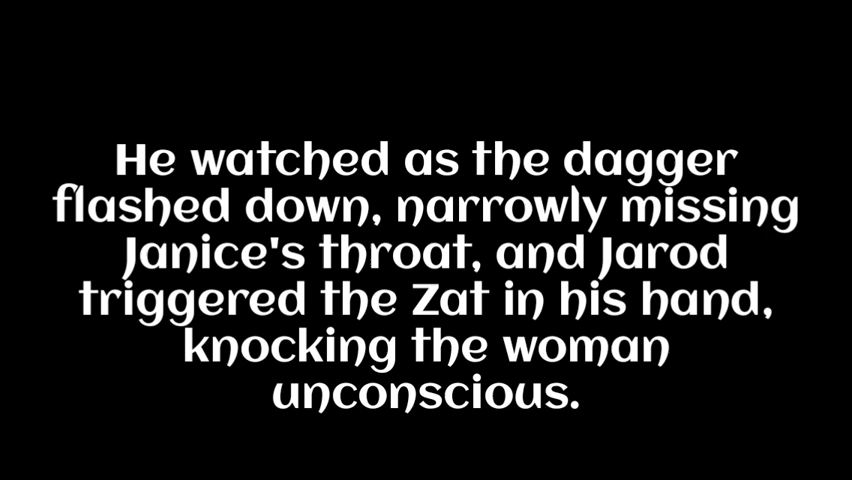 He watched as the dagger
flashed down, narrowly missing
Janice's throat, and Jarod
triggered the Zat in his hand,
knocking the woman
unconscious.